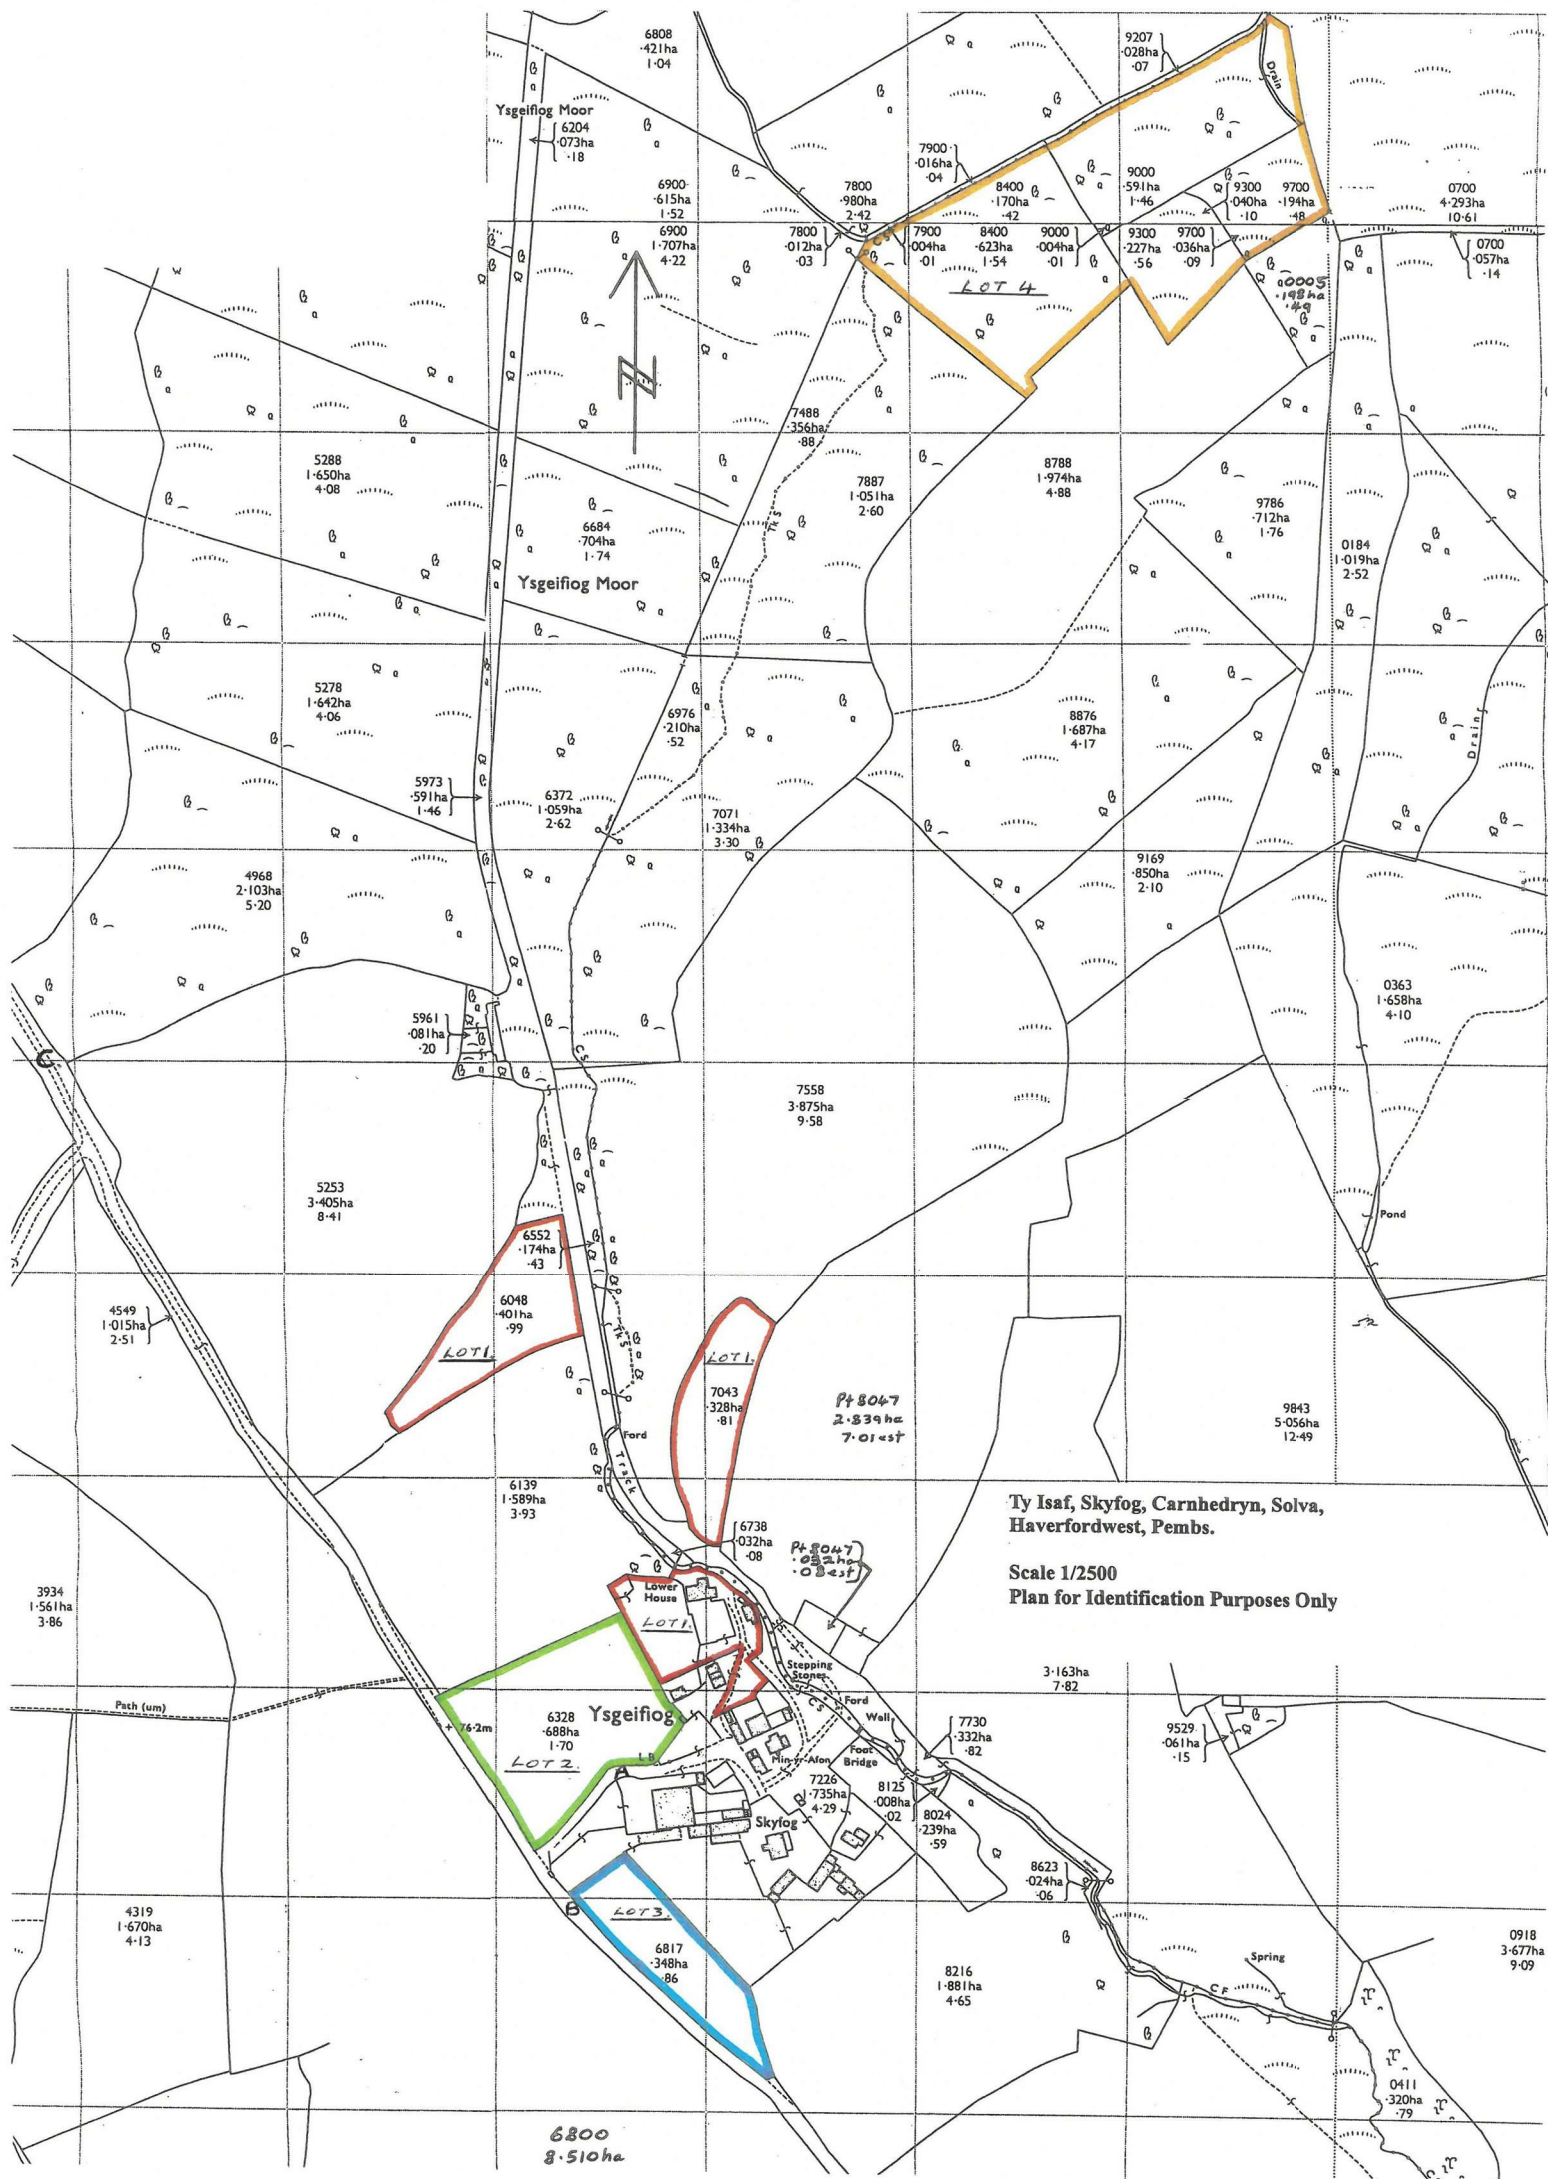 6808
.421ha
1.04
9207
.028ha
.07
Drain
Ysgeifiog Moor
6204
.073ha
.18
7900
.016ha
.04
6900
.615ha
1.52
7800
.980ha
2.42
8400
.170ha
.42
9000
.591ha
1.46
9300
.040ha
.10
9700
.194ha
.48
0700
4.293ha
10.61
6900
1.707ha
4.22
7800
.012ha
.03
CS
7900
.004ha
.01
8400
.623ha
1.54
9000
.004ha
.01
9300
.227ha
.56
9700
.036ha
.09
0700
.057ha
.14
LOT 4
0005
.198ha
.49
N
7488
.356ha
.88
5288
1.650ha
4.08
7887
1.051ha
2.60
8788
1.974ha
4.88
9786
.712ha
1.76
Tk S
6684
.704ha
1.74
0184
1.019ha
2.52
Ysgeifiog Moor
5278
1.642ha
4.06
6976
.210ha
.52
8876
1.687ha
4.17
Drain
5973
.591ha
1.46
6372
1.059ha
2.62
7071
1.334ha
3.30
4968
2.103ha
5.20
9169
.850ha
2.10
0363
1.658ha
4.10
5961
.081ha
.20
C
CS
7558
3.875ha
9.58
5253
3.405ha
8.41
Pond
6552
.174ha
.43
6048
.401ha
.99
LOT 1.
4549
1.015ha
2.51
Tk S
LOT 1.
7043
.328ha
.81
Pt 8047
2.839ha
7.01 est
9843
5.056ha
12.49
Ford
Track
6139
1.589ha
3.93
Ty Isaf, Skyfog, Carnhedryn, Solva,
Haverfordwest, Pembs.
Scale 1/2500
Plan for Identification Purposes Only
6738
.032ha
.08
Pt 8047
.032ha
.08 est
3934
1.561ha
3.86
Lower
House
LOT 1.
Stepping
Stones
CS
Ford
3.163ha
7.82
Path (um)
76.2m
6328
.688ha
1.70
LOT 2.
Ysgeifiog
Wall
7730
.332ha
.82
9529
.061ha
.15
LB
A
Min-yr-Afon
Foot
Bridge
7226
1.735ha
4.29
8125
.008ha
.02
8024
.239ha
.59
Skyfog
8623
.024ha
.06
4319
1.670ha
4.13
B
LOT 3.
6817
.348ha
.86
0918
3.677ha
9.09
8216
1.881ha
4.65
Spring
CF
0411
.320ha
.79
6800
8.510ha